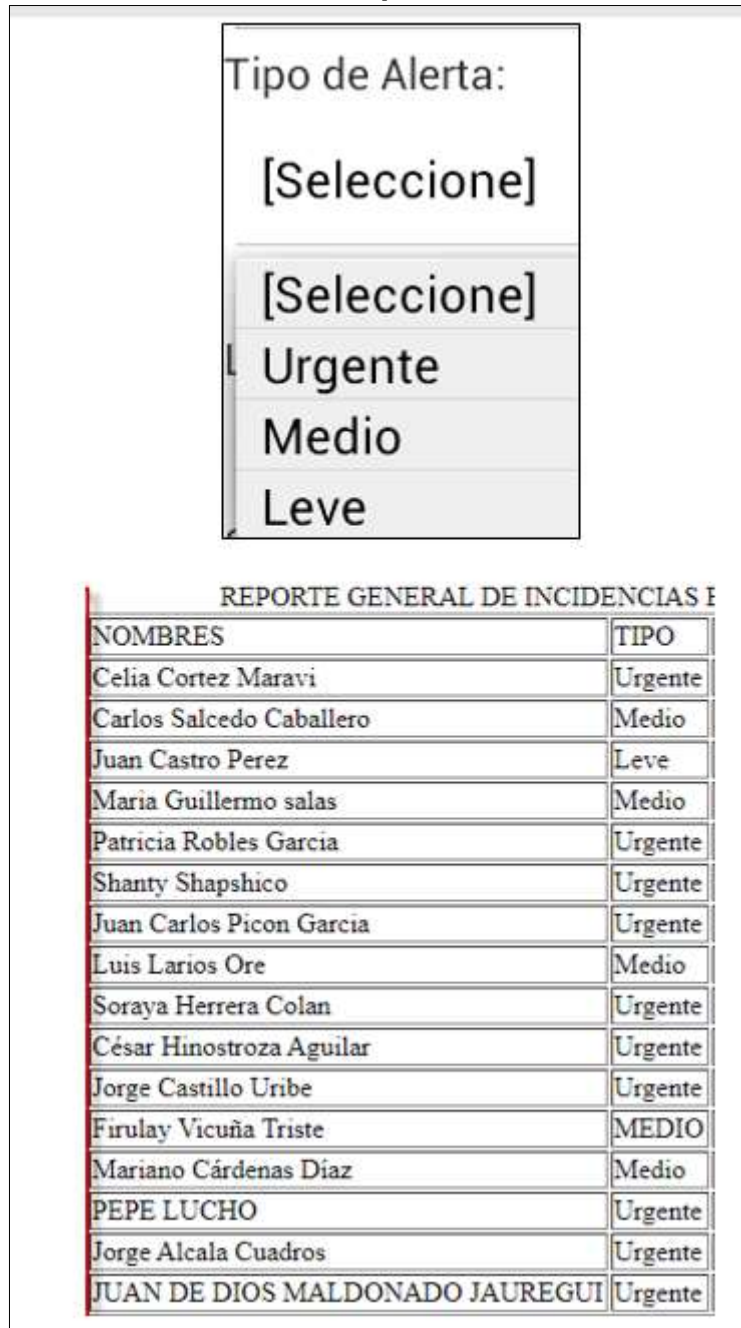 Tipo de Alerta:
[Seleccione]
[Seleccione]
Urgente
Medio
Leve
REPORTE GENERAL DE INCIDENCIAS
NOMBRES TIPO
Celia Cortez Maravi Urgente
Carlos Salcedo Caballero Medio
Juan Castro Perez Leve
Maria Guillermo salas Medio
Patricia Robles Garcia Urgente
Shanty Shapshico Urgente
Juan Carlos Picon Garcia Urgente
Luis Larios Ore Medio
Soraya Herrera Colan Urgente
César Hinostroza Aguilar Urgente
Jorge Castillo Uribe Urgente
Firulay Vicuña Triste MEDIO
Mariano Cárdenas Díaz Medio
PEPE LUCHO Urgente
Jorge Alcala Cuadros Urgente
JUAN DE DIOS MALDONADO JAUREGUI Urgente